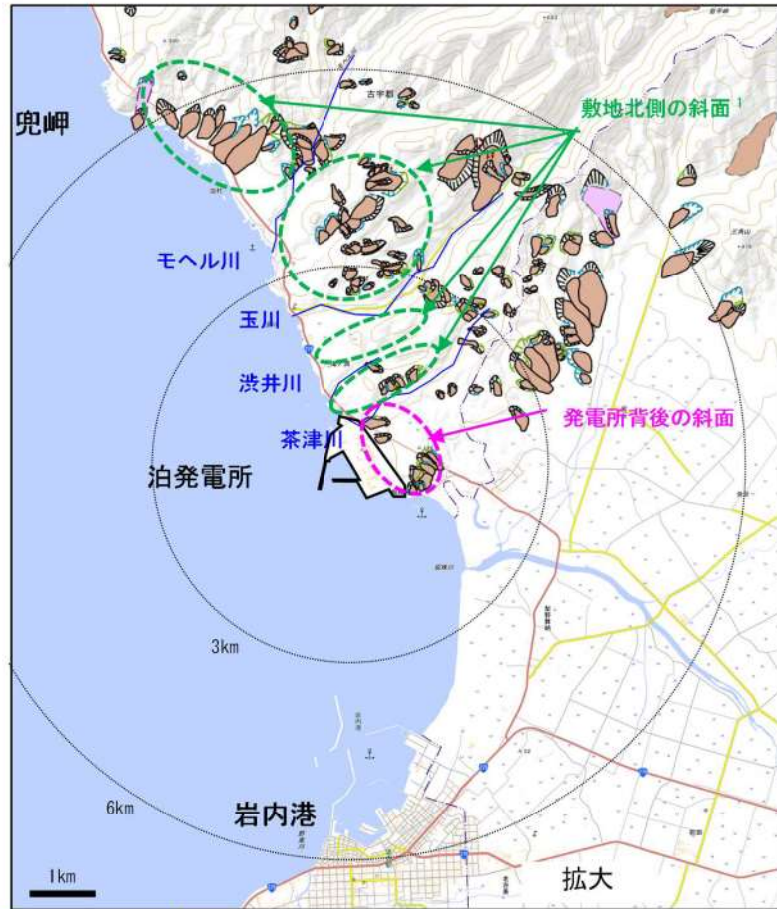 兜岬
古宇郡
敷地北側の斜面 1
モヘル川
玉川
渋井川
茶津川
発電所背後の斜面
泊発電所
3km
6km
岩内港
1km
拡大